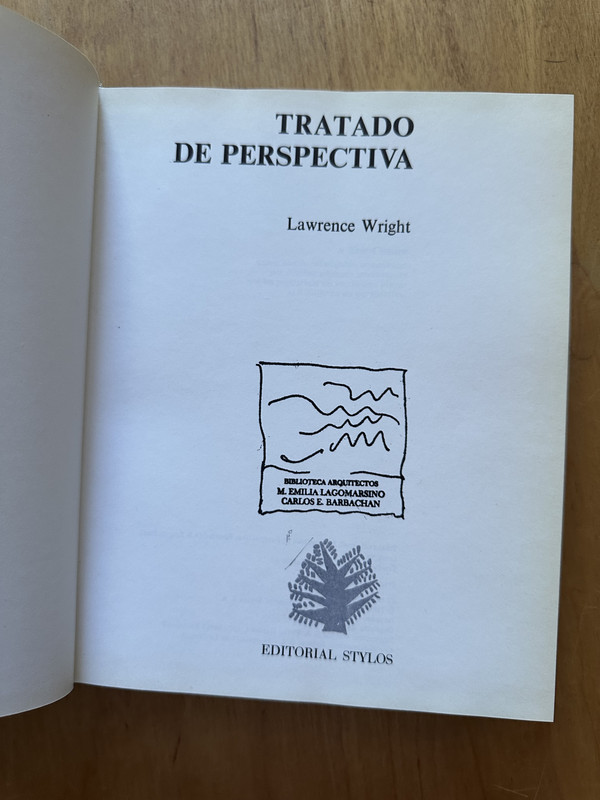 TRATADO
DE PERSPECTIVA
Lawrence Wright
BIBLIOTECA ARQUITECTOS
M. EMILIA LAGOMARSINO
CARLOS E. BARBACHAN
EDITORIAL STYLOS